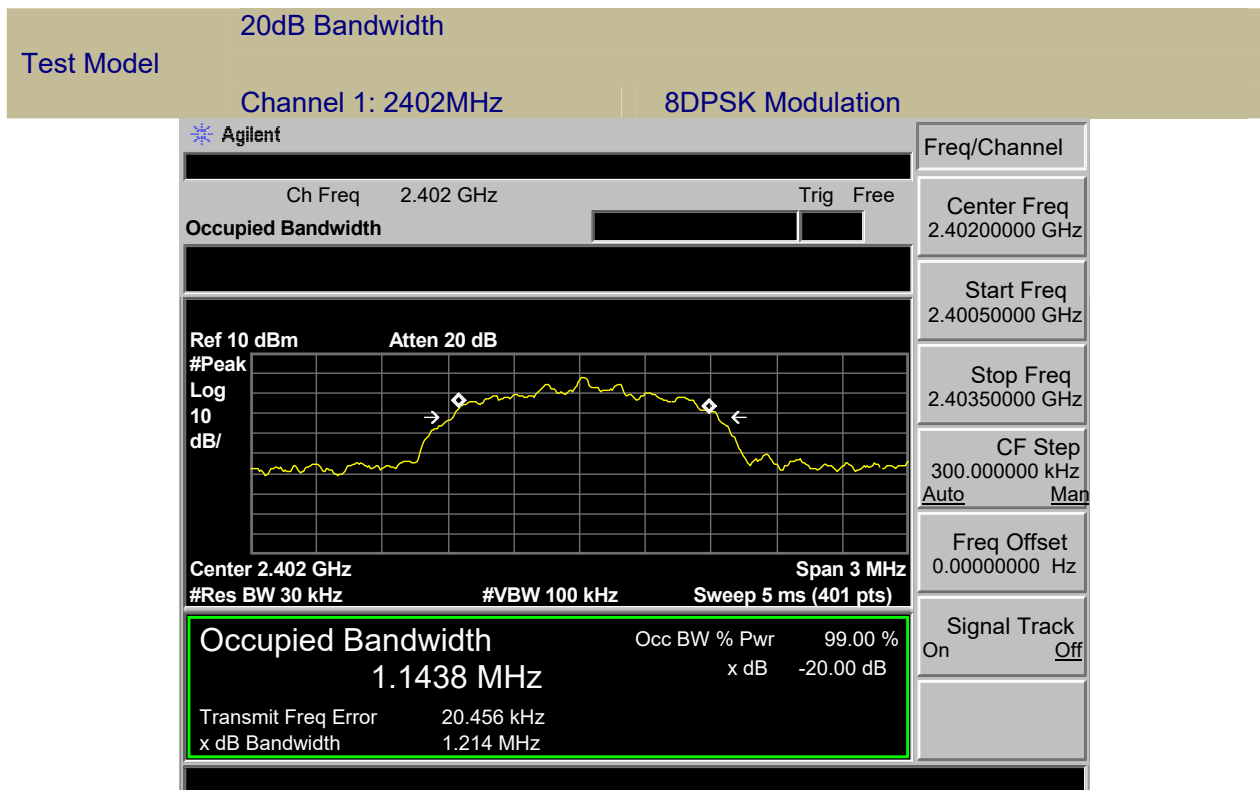 20dB Bandwidth
Test Model
Channel 1: 2402MHz 8DPSK Modulation
Agilent
Freq/Channel
Ch Freq 2.402 GHz Trig Free
Occupied Bandwidth
Center Freq
2.40200000 GHz
Start Freq
2.40050000 GHz
Stop Freq
2.40350000 GHz
CF Step
300.000000 kHz
Auto Man
Freq Offset
0.00000000 Hz
Signal Track
On Off
Ref 10 dBm Atten 20 dB
#Peak
Log
10
dB/
Center 2.402 GHz Span 3 MHz
#Res BW 30 kHz #VBW 100 kHz Sweep 5 ms (401 pts)
Occupied Bandwidth Occ BW % Pwr 99.00 %
1.1438 MHz x dB -20.00 dB
Transmit Freq Error 20.456 kHz
x dB Bandwidth 1.214 MHz